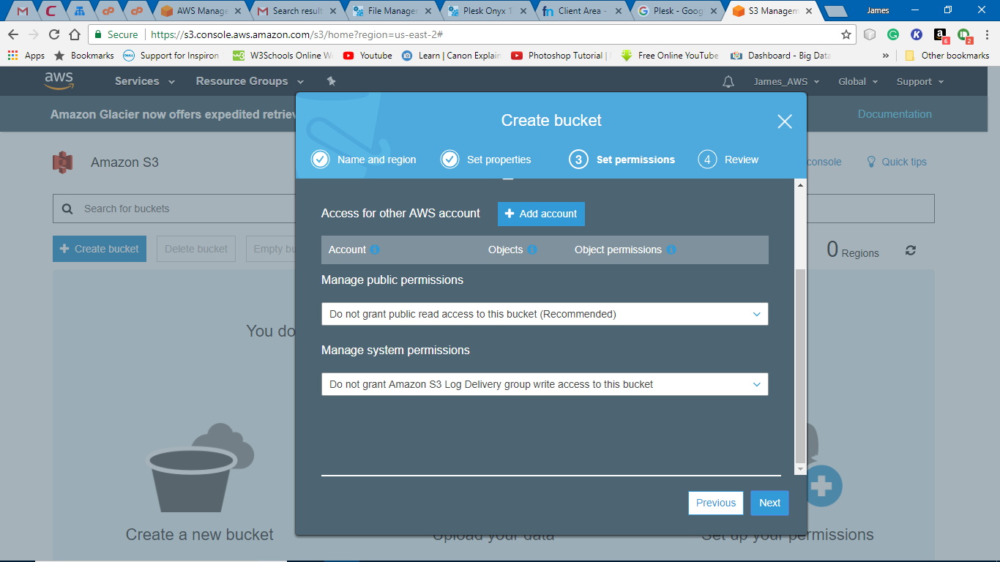 AWS Manage
Search result
File Manager
Plesk Onyx 1
Client Area -
Plesk - Goog
S3 Managem
James
Secure
https://s3.console.aws.amazon.com/s3/home?region=us-east-2#
6
2
Apps
Bookmarks
Support for Inspiron
W3Schools Online W
Youtube
Learn | Canon Explain
Photoshop Tutorial |
Free Online YouTube
Dashboard - Big Data
»
Other bookmarks
aws
Services
Resource Groups
James_AWS
Global
Support
Amazon Glacier now offers expedited retriev
Documentation
Create bucket
Name and region
Set properties
3 Set permissions
4 Review
Amazon S3
console
Quick tips
Search for buckets
Create bucket
Delete bucket
Empty bu
0 Regions
Access for other AWS account
Add account
Account
Objects
Object permissions
Manage public permissions
Do not grant public read access to this bucket (Recommended)
You do
Manage system permissions
Do not grant Amazon S3 Log Delivery group write access to this bucket
Previous
Next
Create a new bucket
Upload your data
Set up your permissions